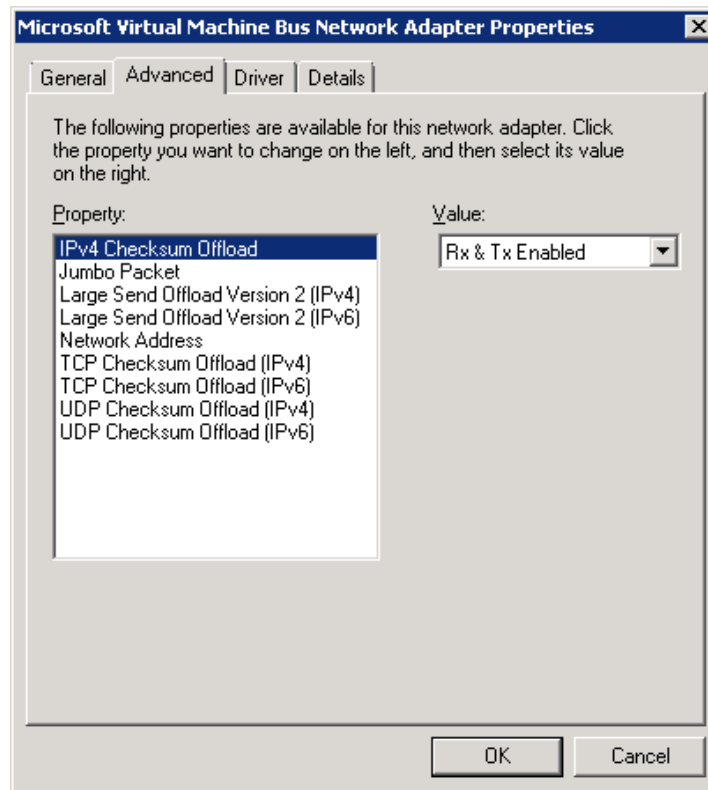 Microsoft Virtual Machine Bus Network Adapter Properties
General
Advanced
Driver
Details
The following properties are available for this network adapter. Click
the property you want to change on the left, and then select its value
on the right.
Property:
Value:
IPv4 Checksum Offload
Rx & Tx Enabled
Jumbo Packet
Large Send Offload Version 2 (IPv4)
Large Send Offload Version 2 (IPv6)
Network Address
TCP Checksum Offload (IPv4)
TCP Checksum Offload (IPv6)
UDP Checksum Offload (IPv4)
UDP Checksum Offload (IPv6)
OK
Cancel